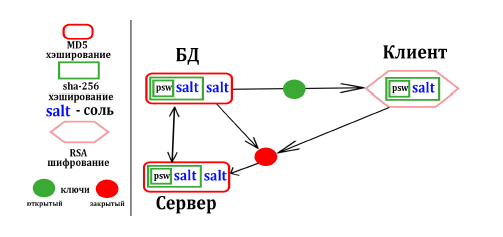 MD5
хэширование
sha-256
хэширование
salt - соль
RSA
шифрование
ключи
открытый
закрытый
БД
psw salt salt
Клиент
psw salt
psw salt salt
Сервер